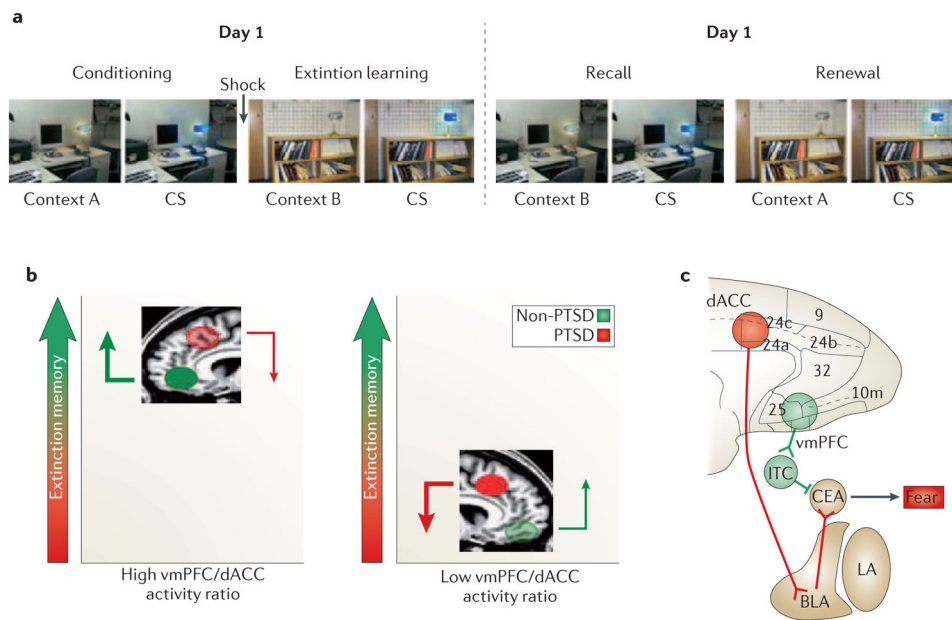 a
Day 1
Day 1
Conditioning
Shock
Extintion learning
Recall
Renewal
Context A
CS
Context B
CS
Context B
CS
Context A
CS
b
Extinction memory
High vmPFC/dACC
activity ratio
Extinction memory
Non-PTSD
PTSD
Low vmPFC/dACC
activity ratio
c
dACC
9
24c
24a
24b
32
10m
25
vmPFC
ITC
CEA
Fear
LA
BLA